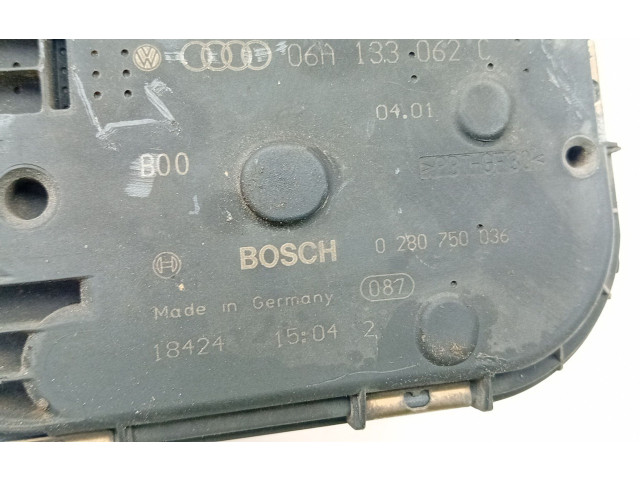 06A 133 062 C
04.01
B00
BOSCH 0 280 750 036
Made in Germany 087
18424 15:04 2